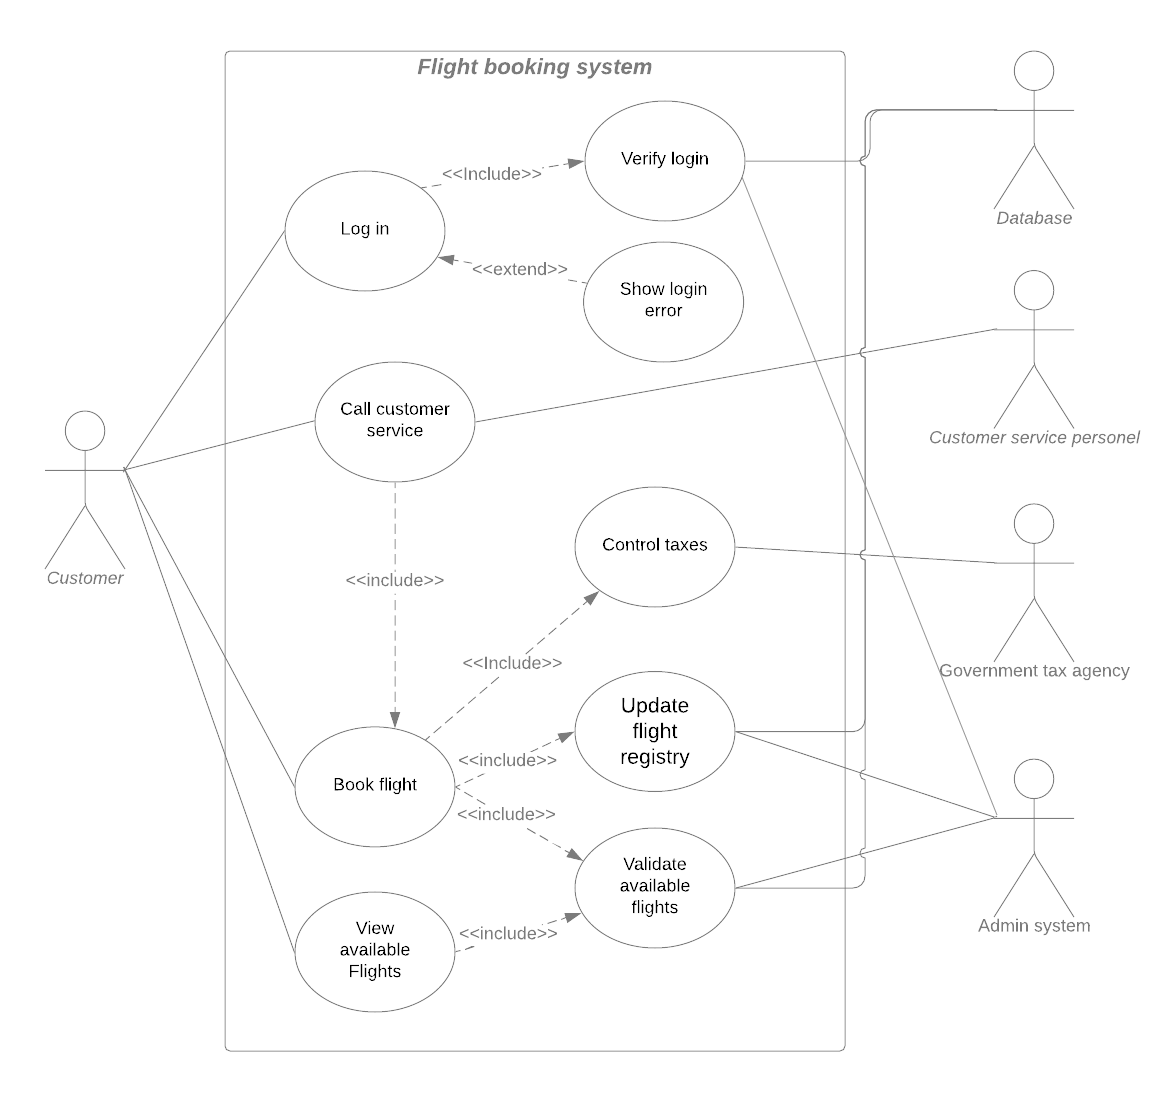 Flight booking system
Verify login
<<Include>>
Log in
Database
<<extend>>
Show login
error
Call customer
service
Customer service personel
Customer
Control taxes
<<include>>
<<Include>>
Government tax agency
Update
flight
registry
<<include>>
Book flight
<<include>>
Validate
available
flights
View
available
Flights
<<include>>
Admin system